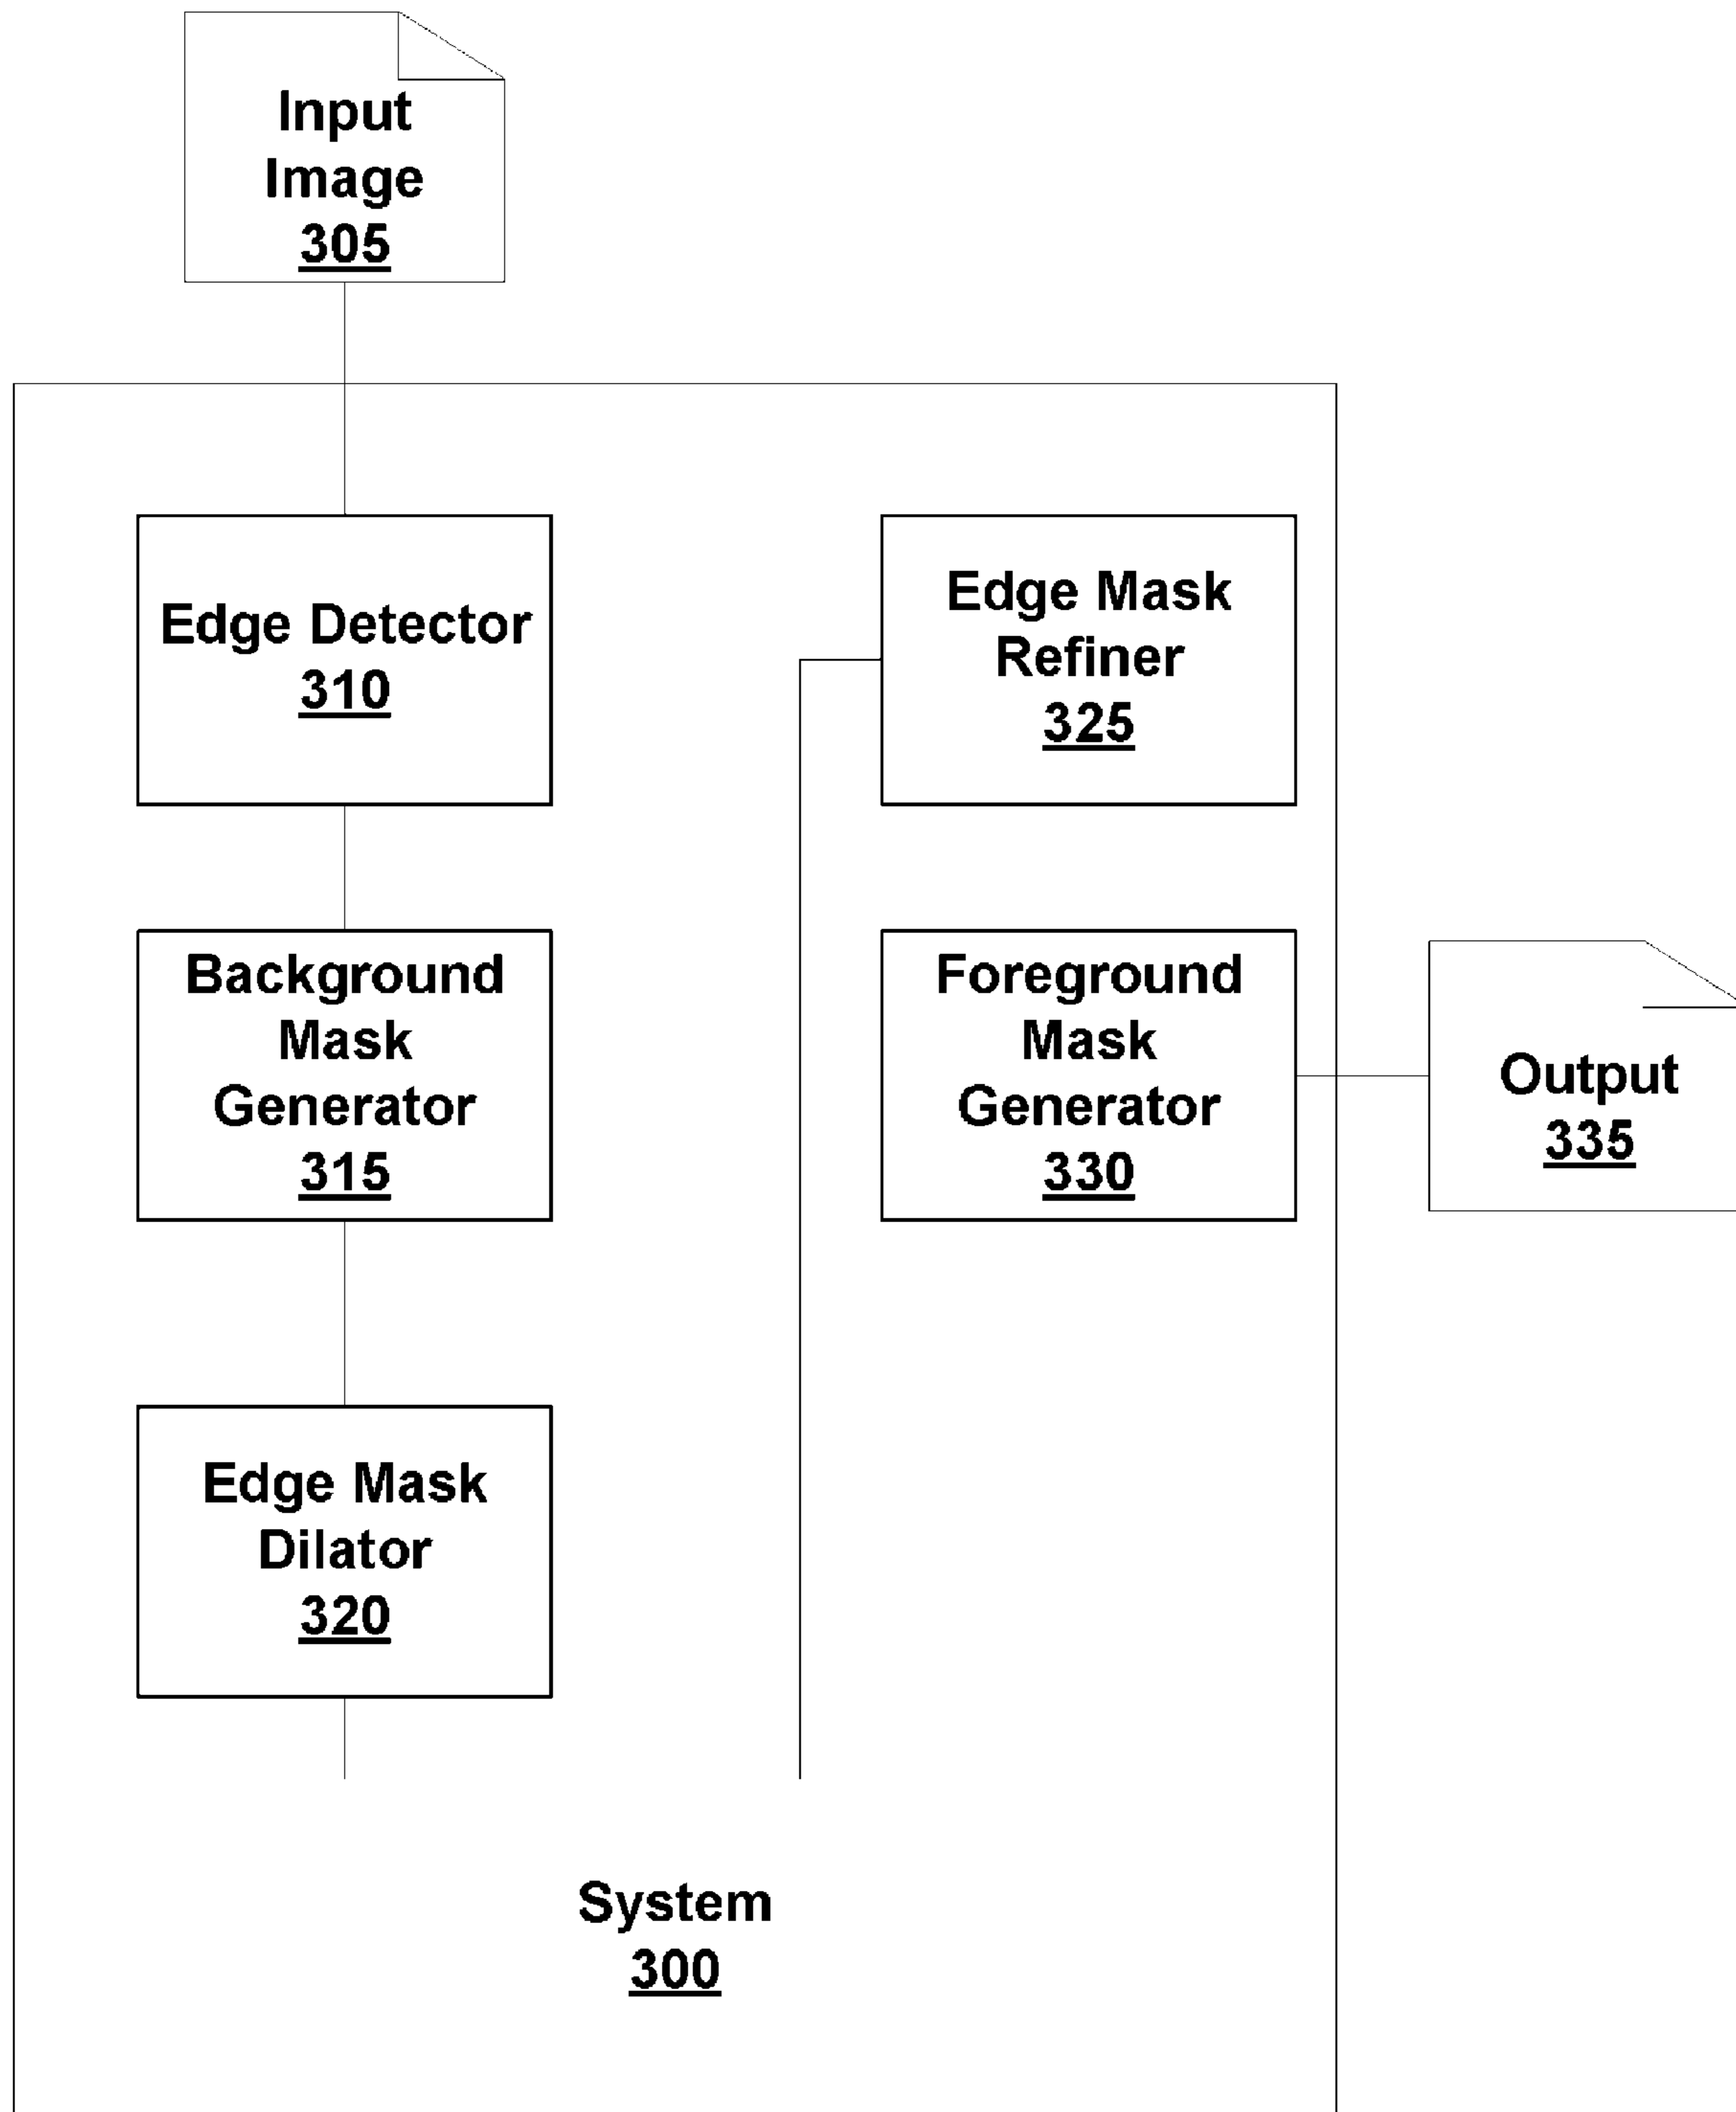 Input
Image
305
Edge Detector
310
Background
Mask
Generator
315
Edge Mask
Dilator
320
Edge Mask
Refiner
325
Foreground
Mask
Generator
330
Output
335
System
300